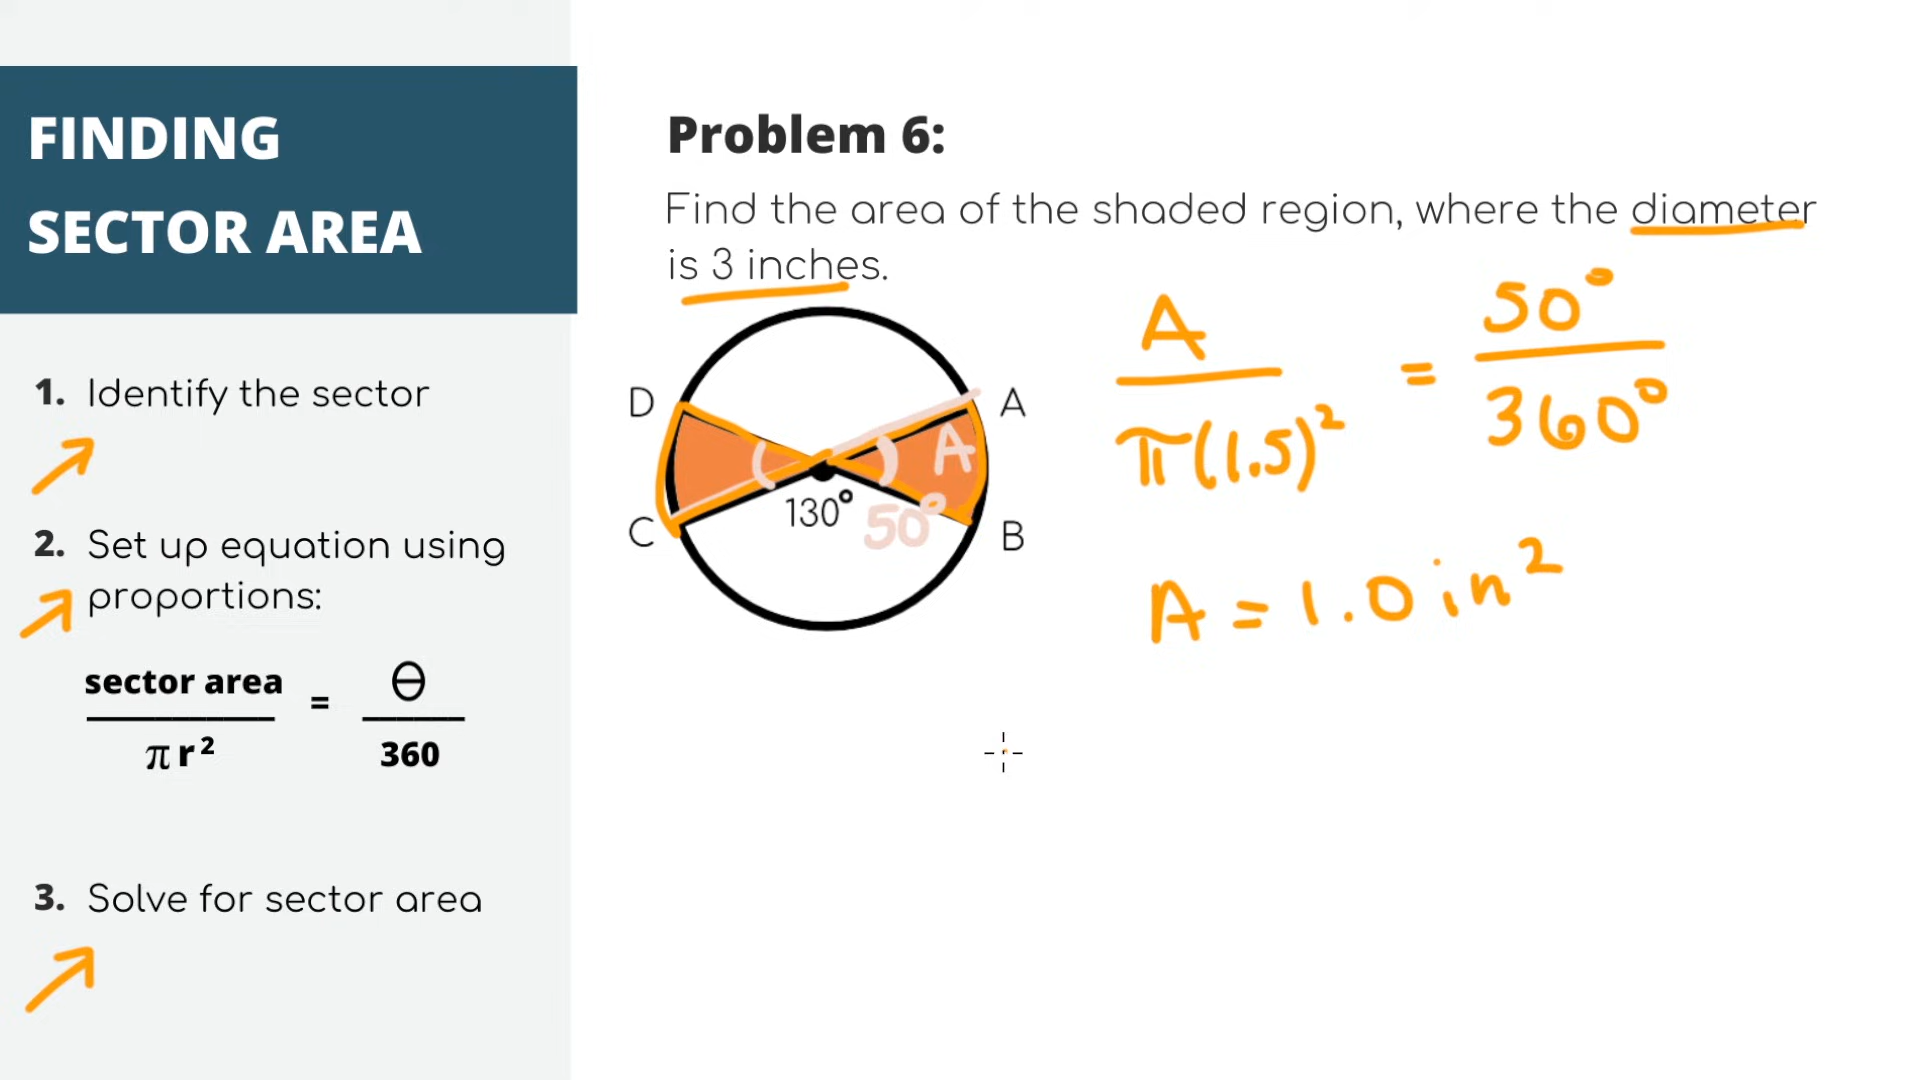 FINDING
SECTOR AREA
1. Identify the sector
2. Set up equation using
proportions:
sector area = θ
π r² 360
3. Solve for sector area
Problem 6:
Find the area of the shaded region, where the diameter
is 3 inches.
D A
A
C 130° 50° B
A = 50°
π(1.5)² 360°
A = 1.0 in²